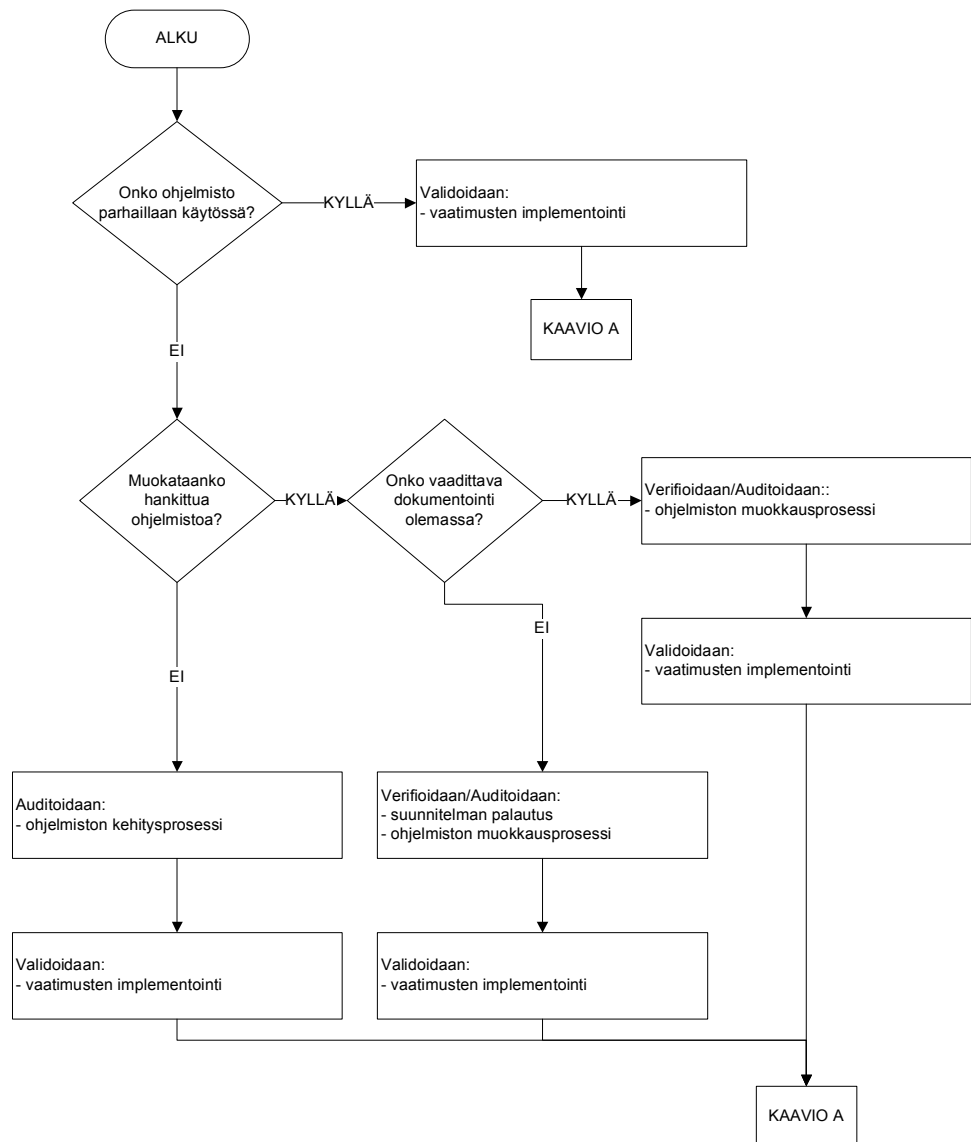 ALKU
Onko ohjelmisto
parhaillaan käytössä?
KYLLÄ
Validoidaan:
- vaatimusten implementointi
KAAVIO A
EI
Muokataanko
hankittua
ohjelmistoa?
KYLLÄ
Onko vaadittava
dokumentointi
olemassa?
KYLLÄ
Verifioidaan/Auditoidaan::
- ohjelmiston muokkausprosessi
Validoidaan:
- vaatimusten implementointi
EI
EI
Auditoidaan:
- ohjelmiston kehitysprosessi
Verifioidaan/Auditoidaan:
- suunnitelman palautus
- ohjelmiston muokkausprosessi
Validoidaan:
- vaatimusten implementointi
Validoidaan:
- vaatimusten implementointi
KAAVIO A